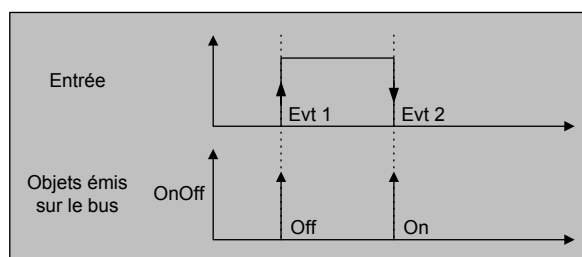 Entrée
Evt 1
Evt 2
Objets émis
sur le bus
OnOff
Off
On